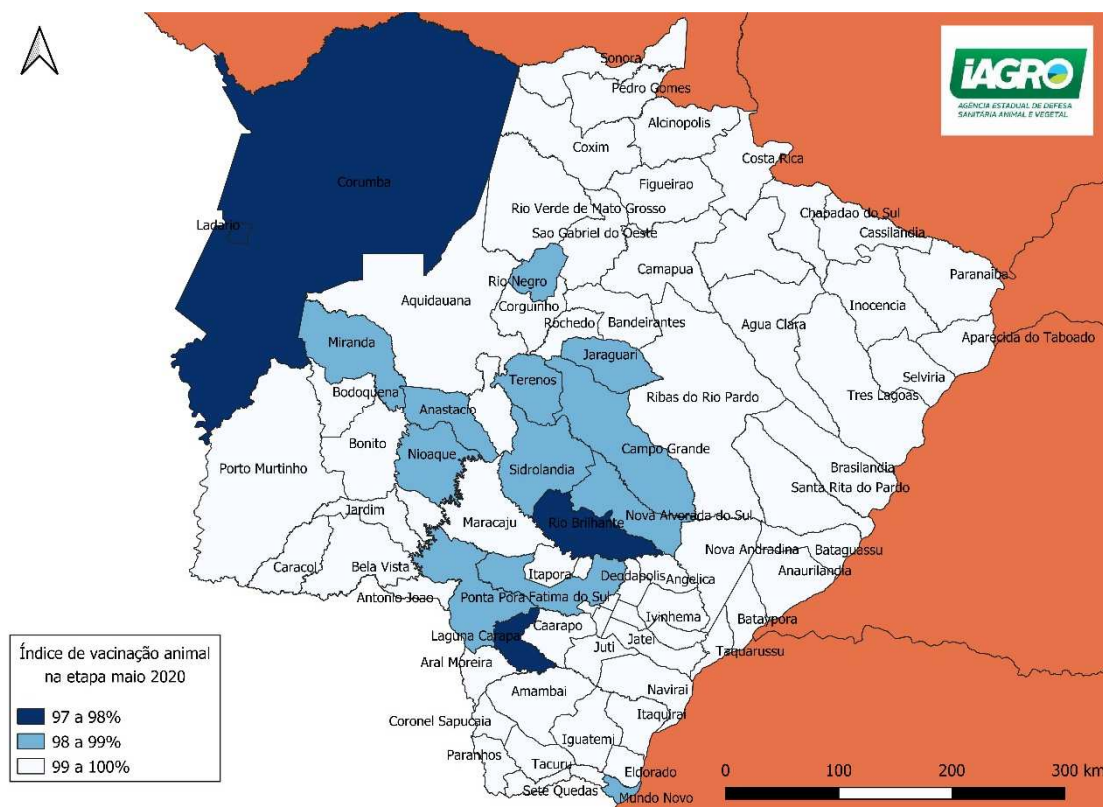 iAGRO
AGÊNCIA ESTADUAL DE DEFESA
SANITÁRIA ANIMAL E VEGETAL
Sonora
Pedro Gomes
Alcinopolis
Coxim
Costa Rica
Corumba
Figueirao
Rio Verde de Mato Grosso
Chapadao do Sul
Ladario
Sao Gabriel do Oeste
Cassilandia
Camapua
Paranaiba
Rio Negro
Aquidauana
Corguinho
Inocencia
Rochedo
Bandeirantes
Agua Clara
Aparecida do Taboado
Miranda
Jaraguari
Terenos
Selviria
Bodoquena
Ribas do Rio Pardo
Tres Lagoas
Anastacio
Bonito
Campo Grande
Nioaque
Porto Murtinho
Sidrolandia
Brasilandia
Santa Rita do Pardo
Jardim
Maracaju
Rio Brilhante
Nova Alvorada do Sul
Nova Andradina
Bataguassu
Caracol
Bela Vista
Itapora
Deodapolis
Angelica
Anaurilandia
Antonio Joao
Ponta Pora
Fatima do Sul
Ivinhema
Batayporа
Laguna Carapa
Caarapo
Juti
Jatei
Taquarussu
Aral Moreira
Amambai
Navirai
Itaquirai
Coronel Sapucaia
Iguatemi
Paranhos
Tacuru
Eldorado
Sete Quedas
Mundo Novo
Índice de vacinação animal
na etapa maio 2020
97 a 98%
98 a 99%
99 a 100%
0 100 200 300 km